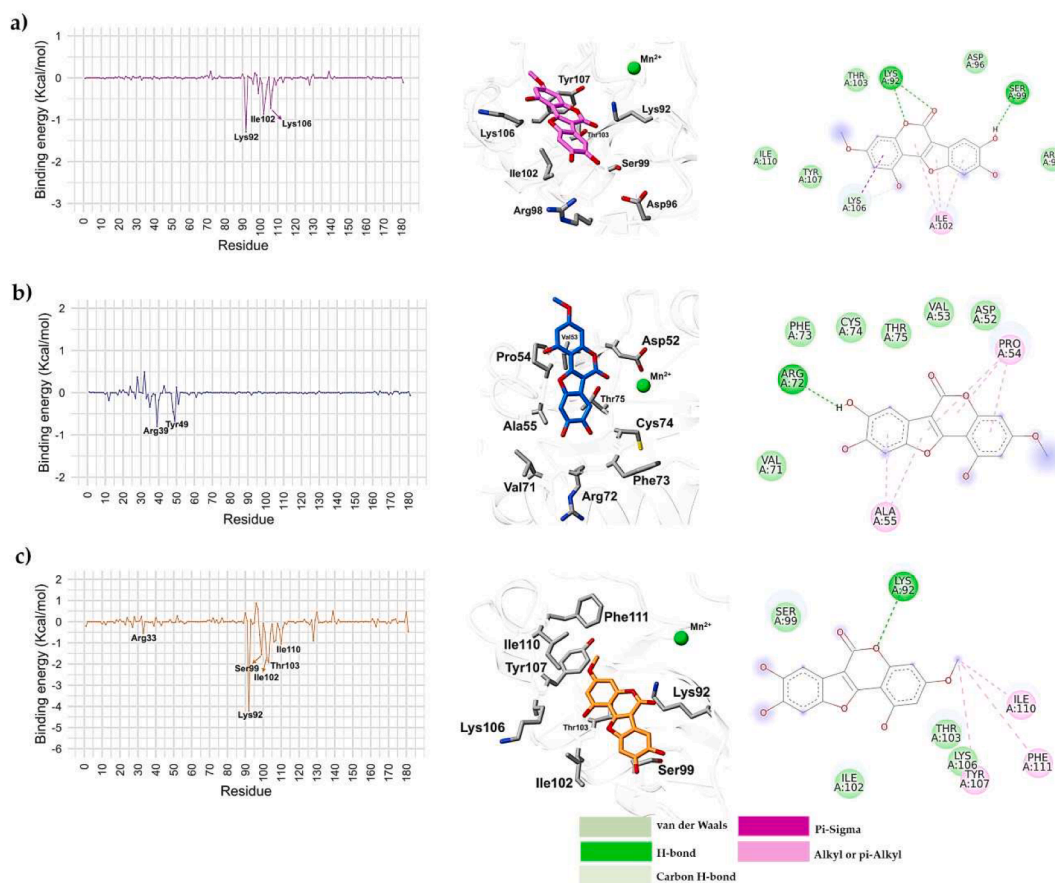 a)
Binding energy (Kcal/mol)
1
0
-1
-2
-3
Ile102
Lys106
Lys92
0 10 20 30 40 50 60 70 80 90 100 110 120 130 140 150 160 170 180
Residue
Mn2+
Tyr107
Lys106
Lys92
Thr103
Ile102
Ser99
Arg98
Asp96
THR A:103
LYS A:92
ASP A:96
SER A:99
ILE A:110
TYR A:107
LYS A:106
ILE A:102
O
O
O
O
O
O
O
H
b)
Binding energy (Kcal/mol)
2
1
0
-1
-2
Arg39
Tyr49
0 10 20 30 40 50 60 70 80 90 100 110 120 130 140 150 160 170 180
Residue
Val53
Pro54
Asp52
Mn2+
Thr75
Ala55
Cys74
Val71
Phe73
Arg72
PHE A:73
CYS A:74
THR A:75
VAL A:53
ASP A:52
PRO A:54
ARG A:72
VAL A:71
ALA A:55
O
O
O
O
O
O
O
H
c)
Binding energy (Kcal/mol)
2
1
0
-1
-2
-3
-4
-5
-6
Arg33
Ile110
Ser99
Thr103
Ile102
Lys92
0 10 20 30 40 50 60 70 80 90 100 110 120 130 140 150 160 170 180
Residue
Phe111
Mn2+
Ile110
Tyr107
Lys92
Lys106
Thr103
Ile102
Ser99
LYS A:92
SER A:99
ILE A:110
THR A:103
LYS A:106
PHE A:111
TYR A:107
ILE A:102
O
O
O
O
O
O
O
van der Waals
Pi-Sigma
H-bond
Alkyl or pi-Alkyl
Carbon H-bond